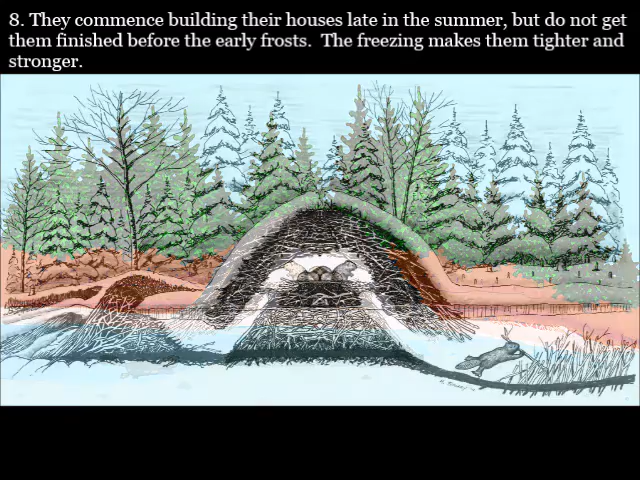 8. They commence building their houses late in the summer, but do not get
them finished before the early frosts.  The freezing makes them tighter and
stronger.